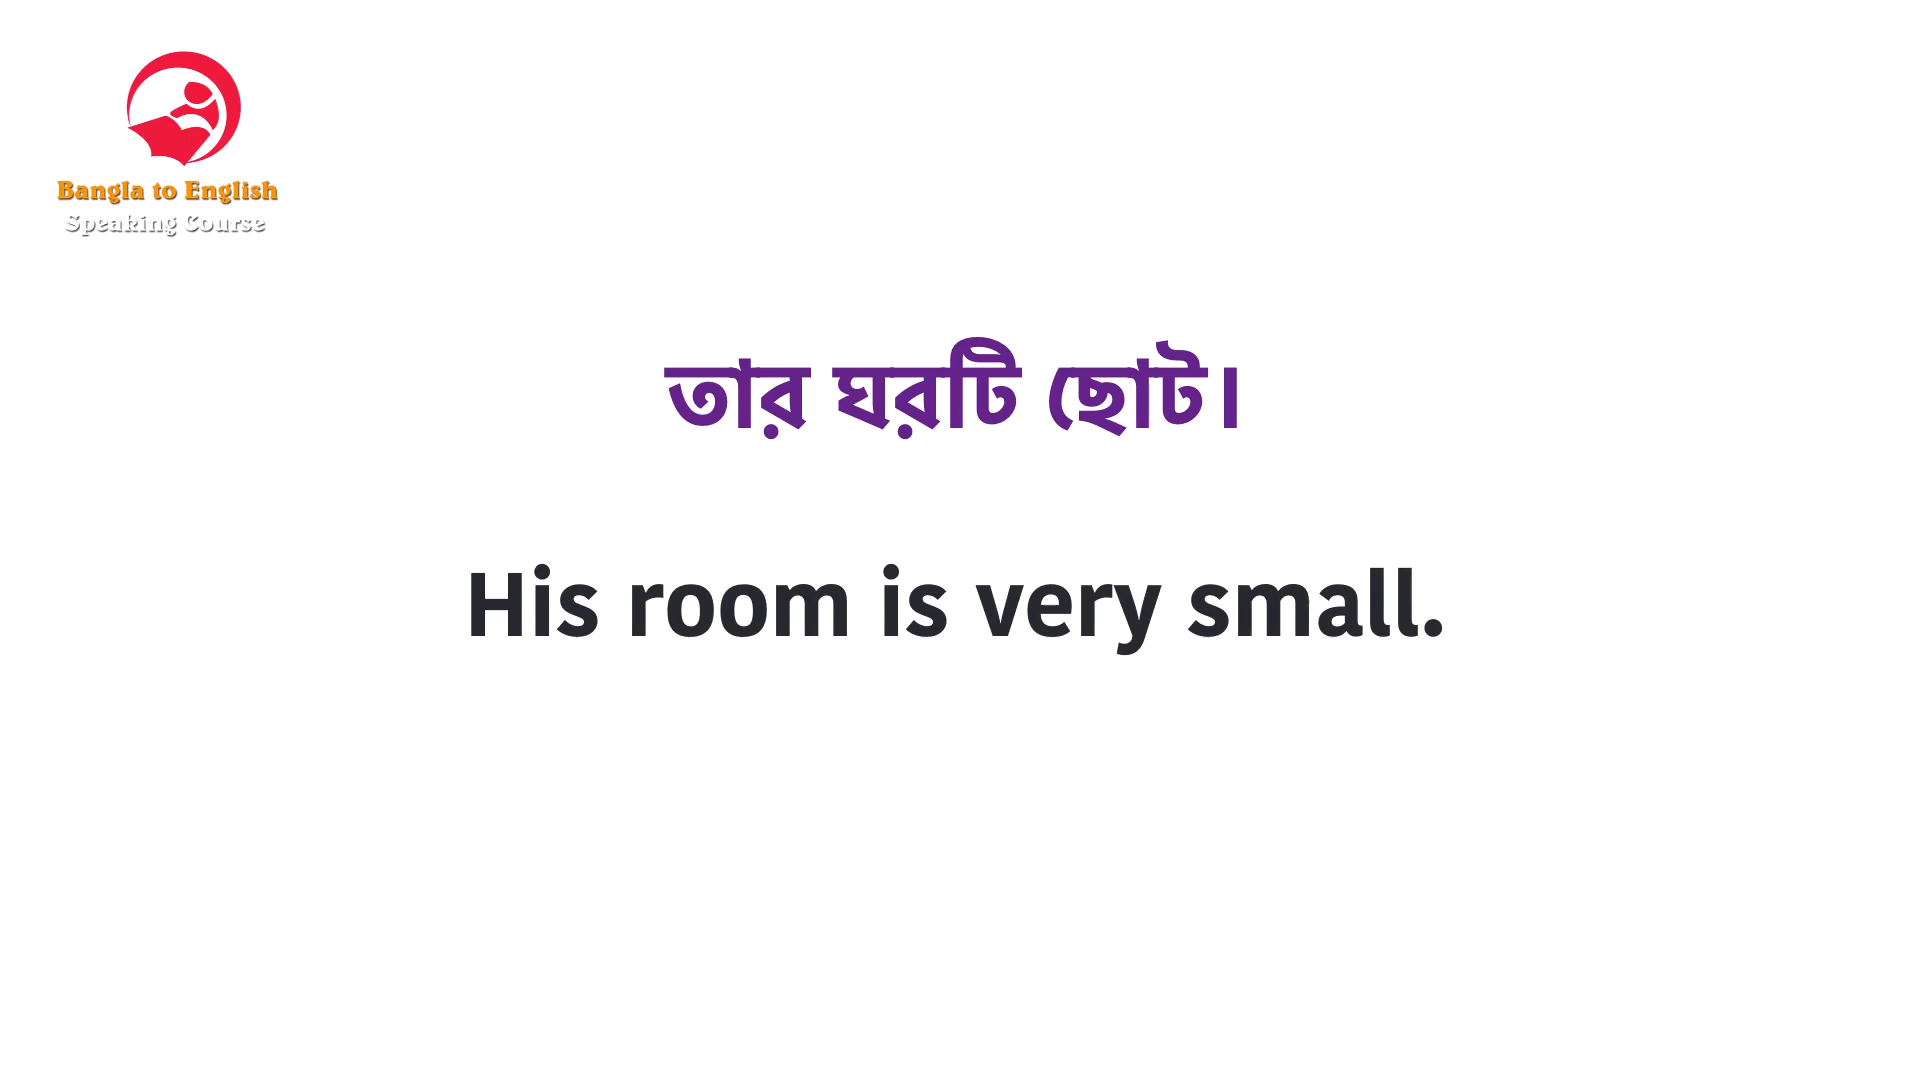 Bangla to English
Speaking Course
তার ঘরটি ছোট।
His room is very small.